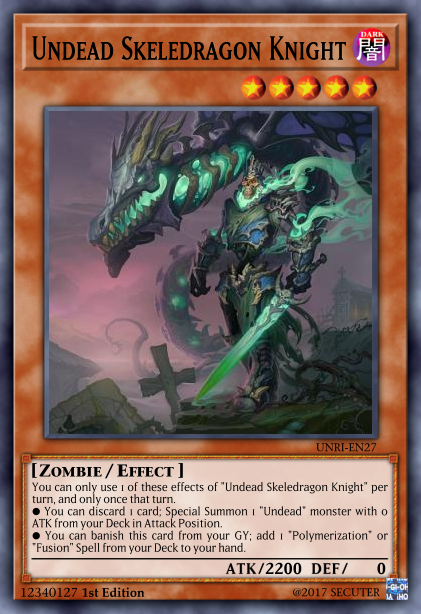 UNDEAD SKELEDRAGON KNIGHT
DARK
闇
UNRI-EN27
[ZOMBIE / EFFECT ]
You can only use 1 of these effects of "Undead Skeledragon Knight" per
turn, and only once that turn.
● You can discard 1 card; Special Summon 1 "Undead" monster with 0
ATK from your Deck in Attack Position.
● You can banish this card from your GY; add 1 "Polymerization" or
"Fusion" Spell from your Deck to your hand.
ATK/2200 DEF/ 0
12340127 1st Edition
©2017 SECUTER